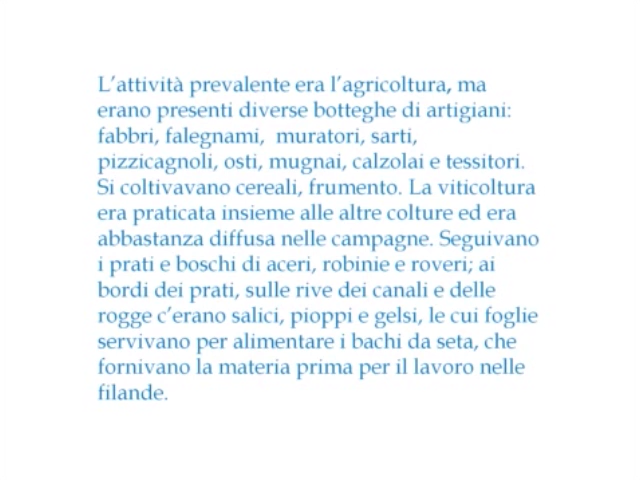 L'attività prevalente era l'agricoltura, ma
erano presenti diverse botteghe di artigiani:
fabbri, falegnami,  muratori, sarti,
pizzicagnoli, osti, mugnai, calzolai e tessitori.
Si coltivavano cereali, frumento. La viticoltura
era praticata insieme alle altre colture ed era
abbastanza diffusa nelle campagne. Seguivano
i prati e boschi di aceri, robinie e roveri; ai
bordi dei prati, sulle rive dei canali e delle
rogge c'erano salici, pioppi e gelsi, le cui foglie
servivano per alimentare i bachi da seta, che
fornivano la materia prima per il lavoro nelle
filande.